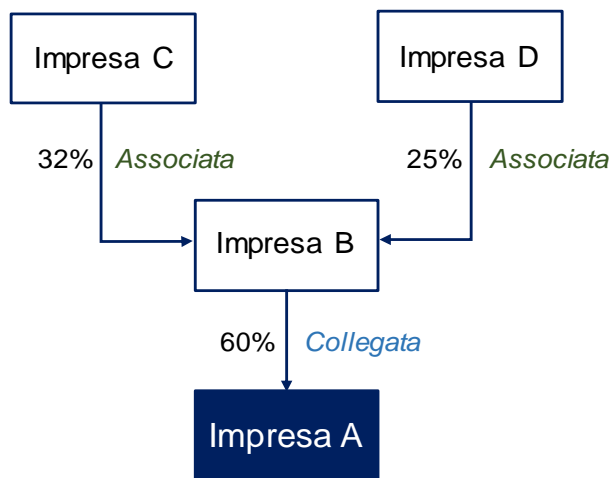 Impresa C
Impresa D
32% Associata
25% Associata
Impresa B
60% Collegata
Impresa A